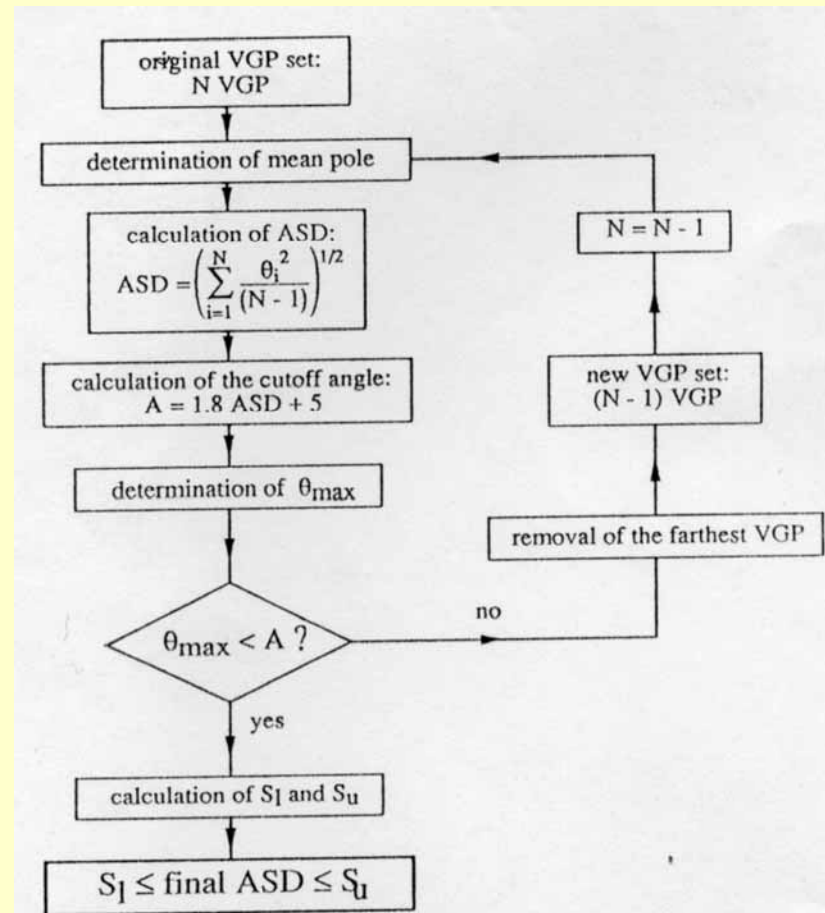 original VGP set:
N VGP
determination of mean pole
calculation of ASD:
ASD = ( Σ_{i=1}^{N} θᵢ² / (N - 1) )^{1/2}
calculation of the cutoff angle:
A = 1.8 ASD + 5
determination of θmax
θmax < A ?
no
removal of the farthest VGP
new VGP set:
(N - 1) VGP
N = N - 1
yes
calculation of Sl and Su
Sl ≤ final ASD ≤ Su